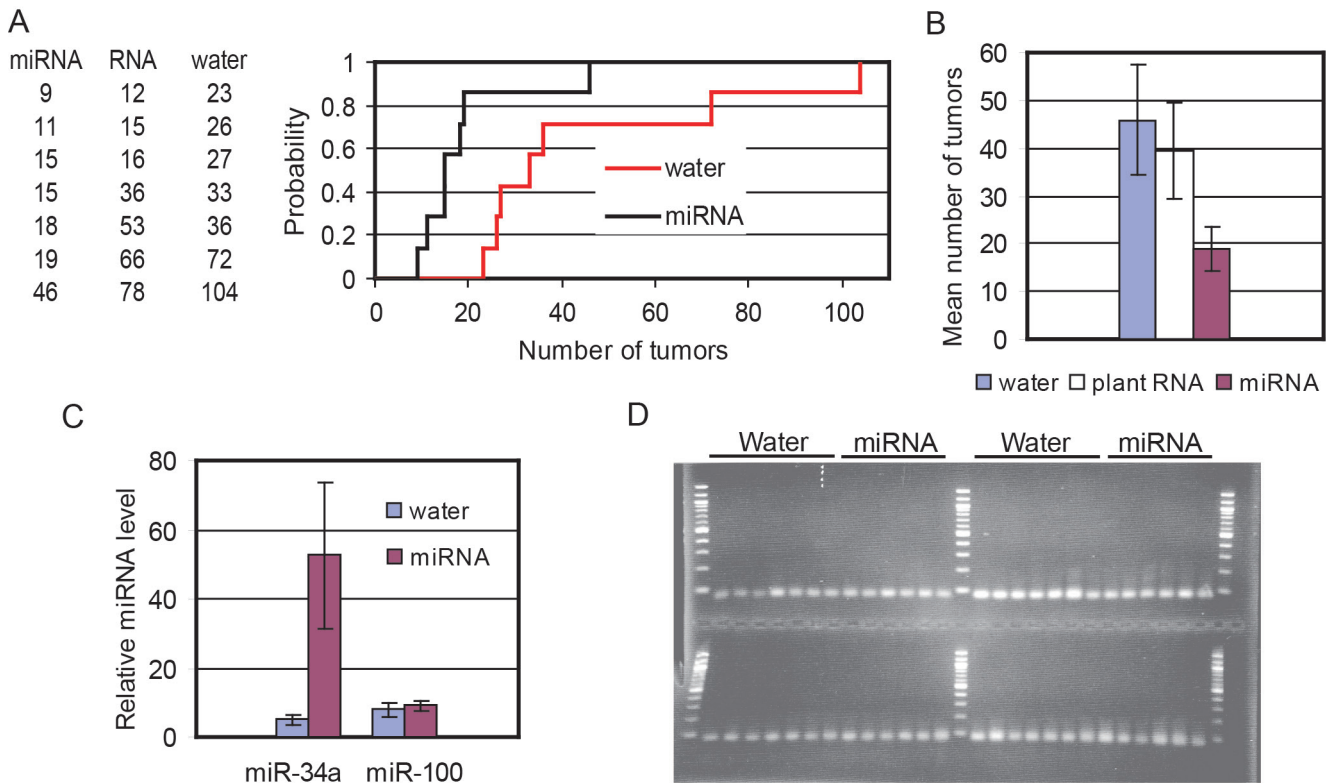 A
miRNA RNA water
9 12 23
11 15 26
15 16 27
15 36 33
18 53 36
19 66 72
46 78 104
Probability
1
0.8
0.6
0.4
0.2
0
water
miRNA
0 20 40 60 80 100
Number of tumors
B
Mean number of tumors
60
50
40
30
20
10
0
water plant RNA miRNA
C
Relative miRNA level
80
60
40
20
0
water
miRNA
miR-34a miR-100
D
Water miRNA Water miRNA